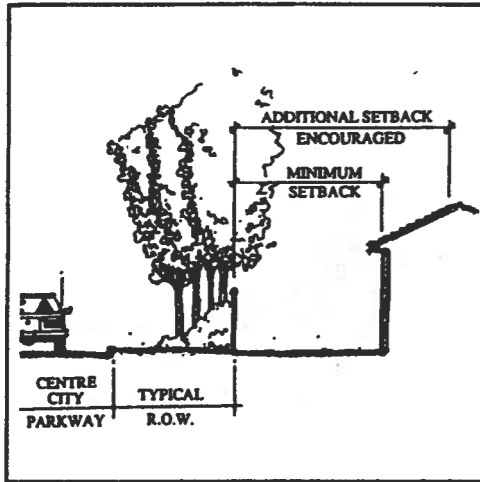 ADDITIONAL SETBACK
ENCOURAGED
MINIMUM
SETBACK
CENTRE
CITY
PARKWAY
TYPICAL
R.O.W.